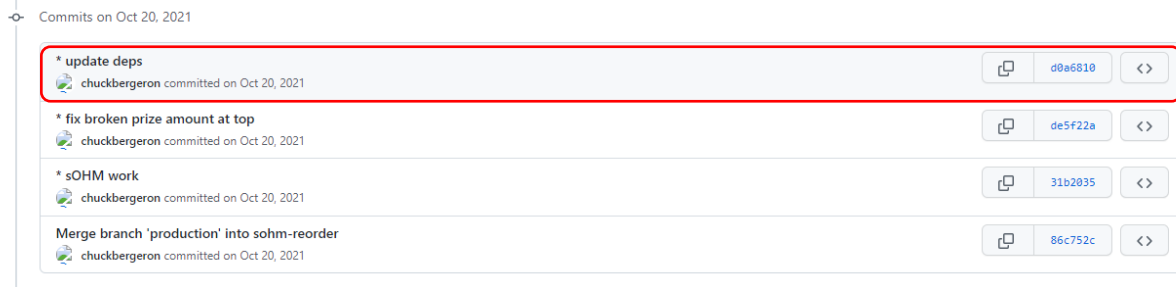 Commits on Oct 20, 2021
* update deps
d0a6810
chuckbergeron committed on Oct 20, 2021
* fix broken prize amount at top
de5f22a
chuckbergeron committed on Oct 20, 2021
* sOHM work
31b2035
chuckbergeron committed on Oct 20, 2021
Merge branch 'production' into sohm-reorder
86c752c
chuckbergeron committed on Oct 20, 2021